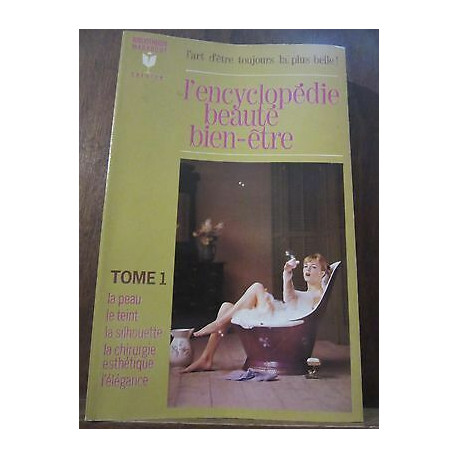 l'art d'être toujours la plus belle!
l'encyclopédie
beauté
bien-être
TOME 1
la peau
le teint
la silhouette
la chirurgie
esthétique
l'élégance